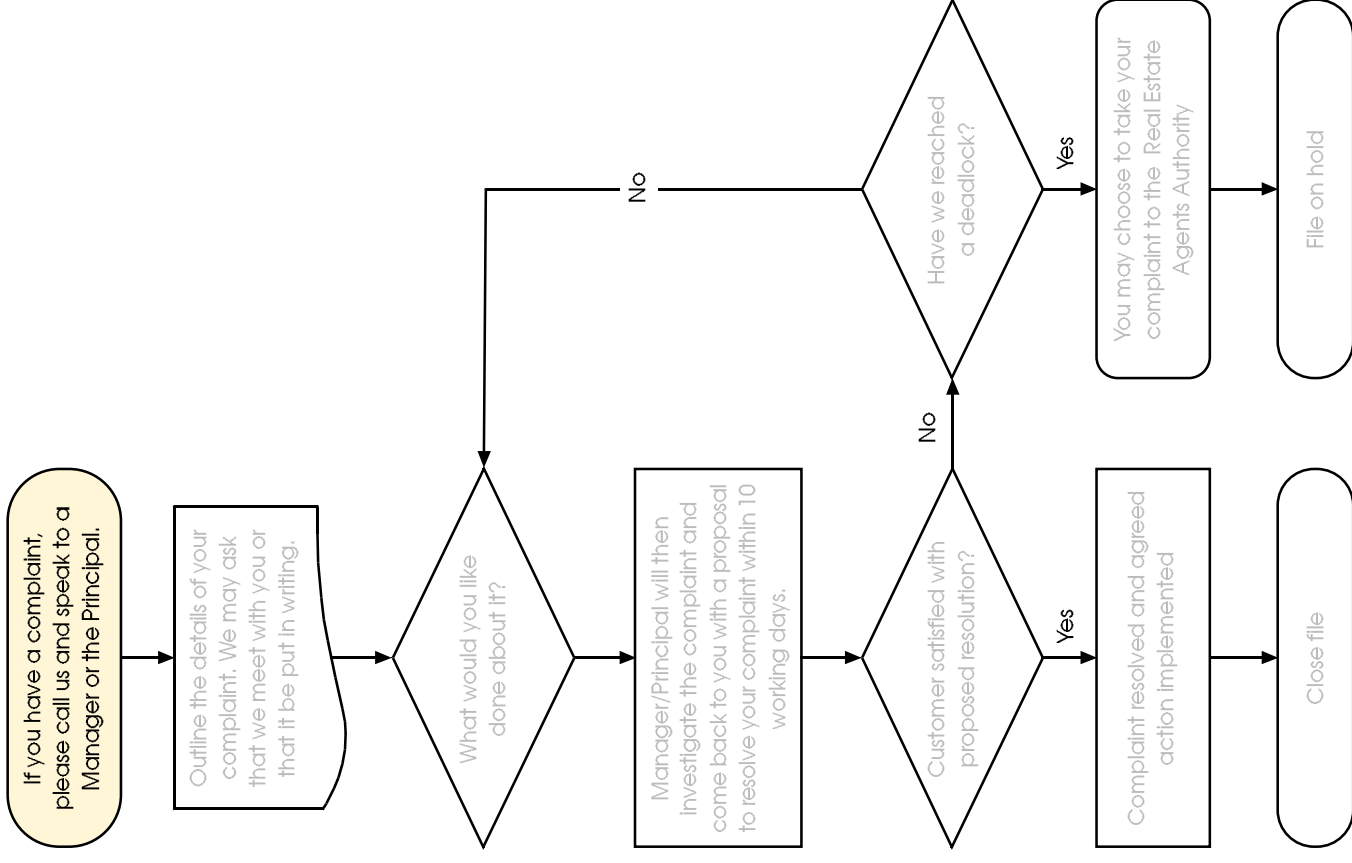 If you have a complaint,
please call us and speak to a
Manager or the Principal.
Outline the details of your
complaint. We may ask
that we meet with you or
that it be put in writing.
What would you like
done about it?
Manager/Principal will then
investigate the complaint and
come back to you with a proposal
to resolve your complaint within 10
working days.
Customer satisfied with
proposed resolution?
No
Yes
Have we reached
a deadlock?
No
Yes
Complaint resolved and agreed
action implemented
You may choose to take your
complaint to the Real Estate
Agents Authority
Close file
File on hold